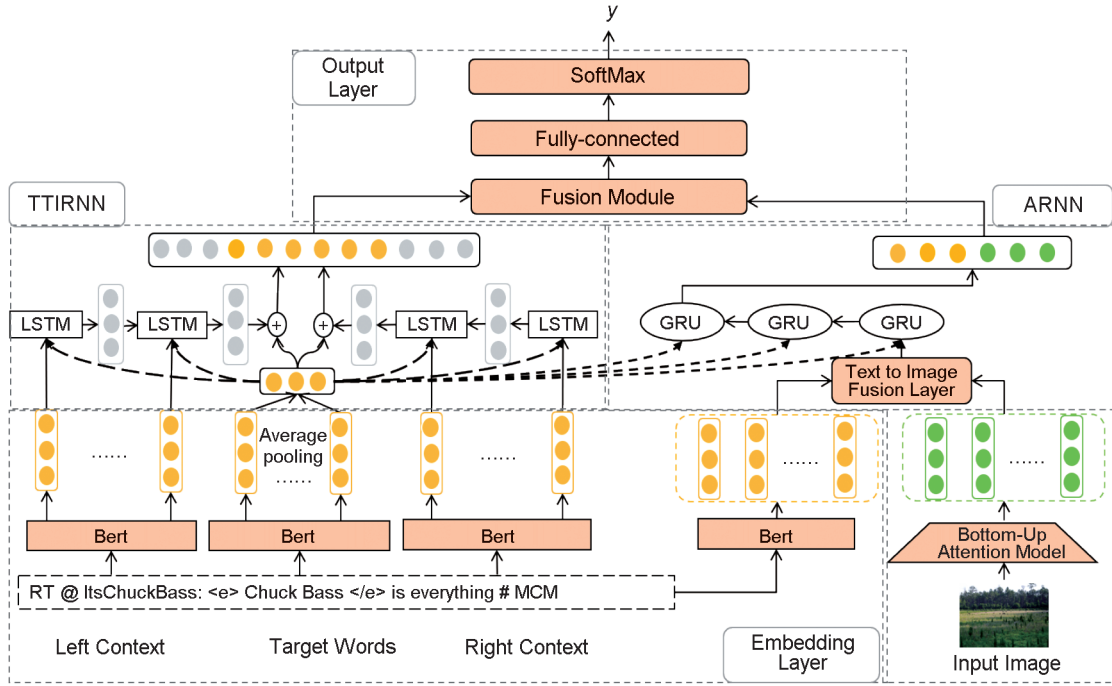 y
Output
Layer
SoftMax
Fully-connected
Fusion Module
TTIRNN
ARNN
LSTM
LSTM
+
+
LSTM
LSTM
GRU
GRU
GRU
Text to Image
Fusion Layer
Average
pooling
......
......
......
......
......
Bert
Bert
Bert
Bert
Bottom-Up
Attention Model
RT @ ItsChuckBass: <e> Chuck Bass </e> is everything # MCM
Left Context
Target Words
Right Context
Embedding
Layer
Input Image